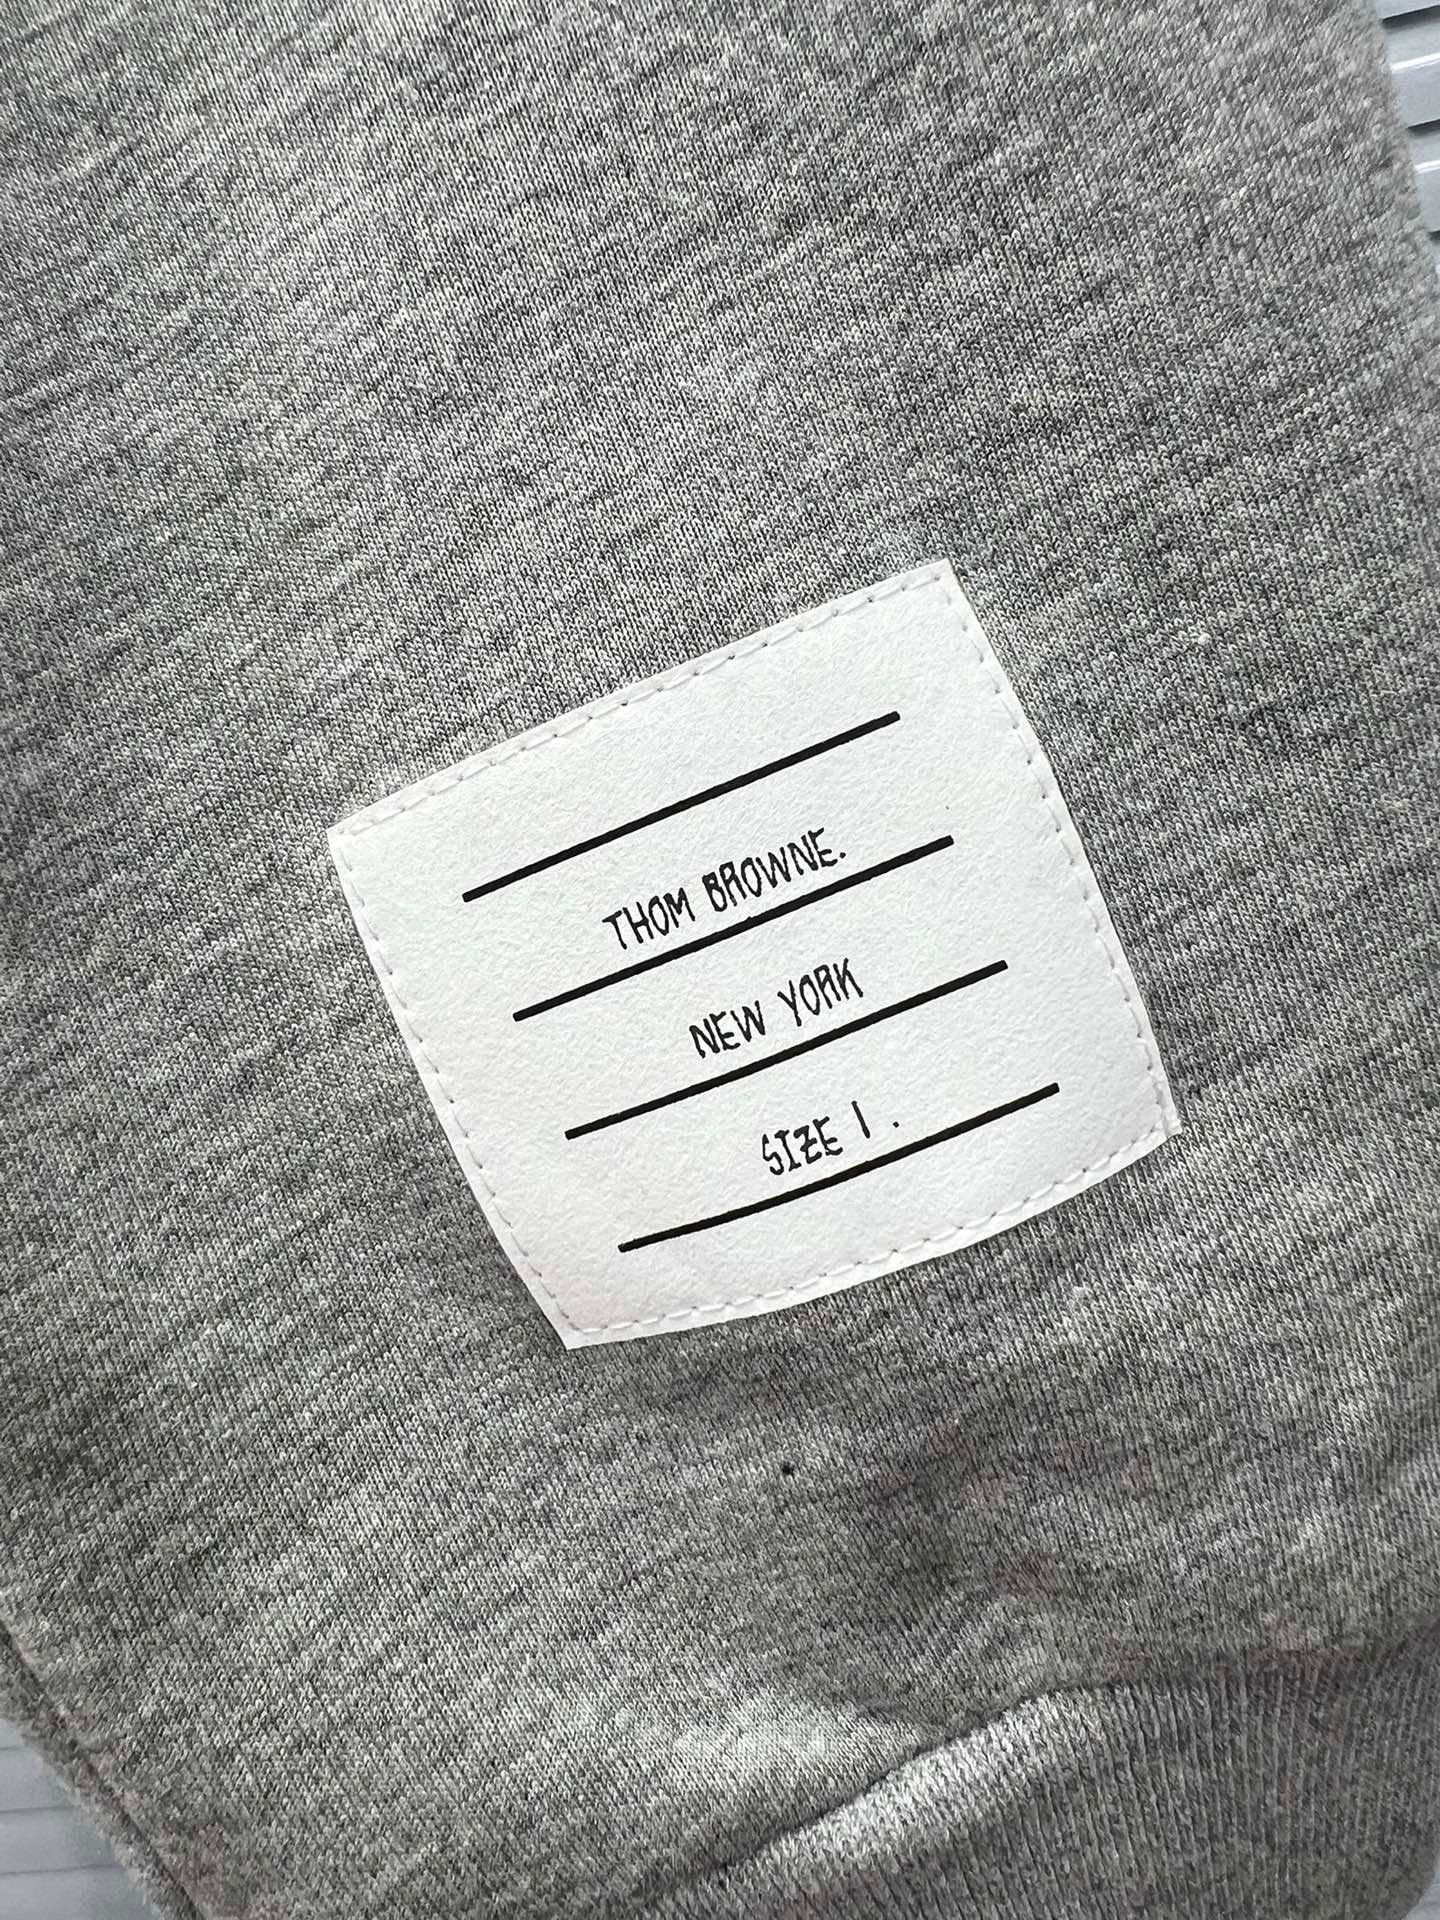 THOM BROWNE.
NEW YORK
SIZE 1 .